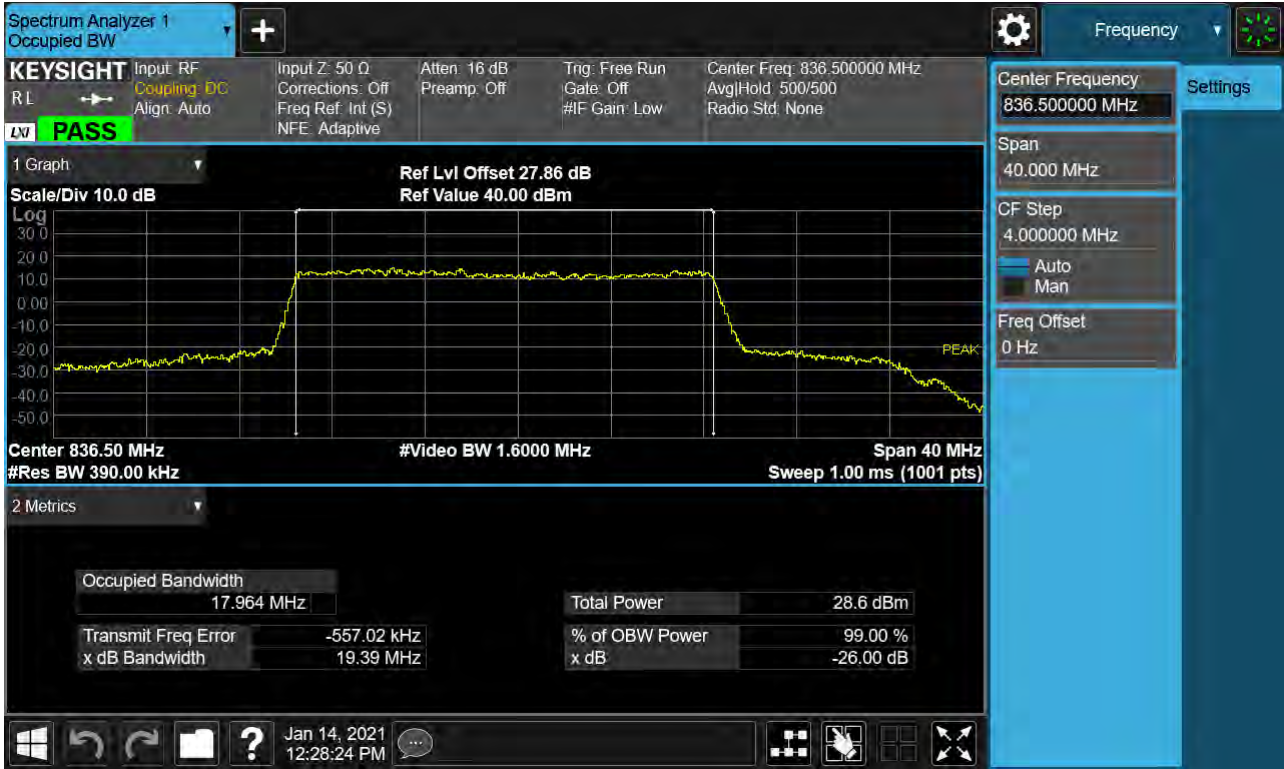 Spectrum Analyzer 1
Occupied BW
+
Frequency
KEYSIGHT
R L
LXI
PASS
Input: RF
Coupling: DC
Align: Auto
Input Z: 50 Ω
Corrections: Off
Freq Ref: Int (S)
NFE: Adaptive
Atten: 16 dB
Preamp: Off
Trig: Free Run
Gate: Off
#IF Gain: Low
Center Freq: 836.500000 MHz
Avg|Hold: 500/500
Radio Std: None
Center Frequency
836.500000 MHz
Settings
Span
40.000 MHz
CF Step
4.000000 MHz
Auto
Man
Freq Offset
0 Hz
1 Graph
Scale/Div 10.0 dB
Ref Lvl Offset 27.86 dB
Ref Value 40.00 dBm
Log
30.0
20.0
10.0
0.00
-10.0
-20.0
-30.0
-40.0
-50.0
PEAK
Center 836.50 MHz
#Video BW 1.6000 MHz
Span 40 MHz
#Res BW 390.00 kHz
Sweep 1.00 ms (1001 pts)
2 Metrics
Occupied Bandwidth
17.964 MHz
Total Power 28.6 dBm
Transmit Freq Error -557.02 kHz
% of OBW Power 99.00 %
x dB Bandwidth 19.39 MHz
x dB -26.00 dB
?
Jan 14, 2021
12:28:24 PM